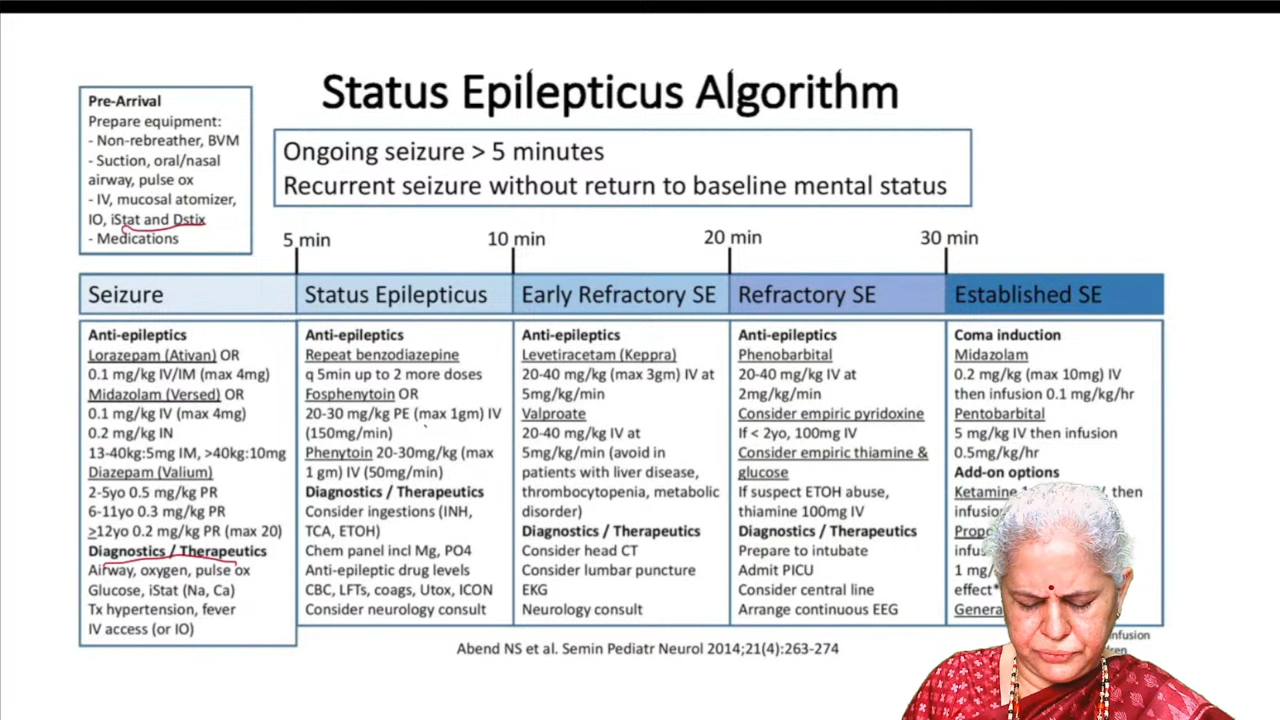 Status Epilepticus Algorithm
Pre-Arrival
Prepare equipment:
- Non-rebreather, BVM
- Suction, oral/nasal
airway, pulse ox
- IV, mucosal atomizer,
IO, iStat and Dstix
- Medications
Ongoing seizure > 5 minutes
Recurrent seizure without return to baseline mental status
5 min
10 min
20 min
30 min
Seizure
Anti-epileptics
Lorazepam (Ativan) OR
0.1 mg/kg IV/IM (max 4mg)
Midazolam (Versed) OR
0.1 mg/kg IV (max 4mg)
0.2 mg/kg IN
13-40kg:5mg IM, >40kg:10mg
Diazepam (Valium)
2-5yo 0.5 mg/kg PR
6-11yo 0.3 mg/kg PR
≥12yo 0.2 mg/kg PR (max 20)
Diagnostics / Therapeutics
Airway, oxygen, pulse ox
Glucose, iStat (Na, Ca)
Tx hypertension, fever
IV access (or IO)
Status Epilepticus
Anti-epileptics
Repeat benzodiazepine
q 5min up to 2 more doses
Fosphenytoin OR
20-30 mg/kg PE (max 1gm) IV
(150mg/min)
Phenytoin 20-30mg/kg (max
1 gm) IV (50mg/min)
Diagnostics / Therapeutics
Consider ingestions (INH,
TCA, ETOH)
Chem panel incl Mg, PO4
Anti-epileptic drug levels
CBC, LFTs, coags, Utox, ICON
Consider neurology consult
Early Refractory SE
Anti-epileptics
Levetiracetam (Keppra)
20-40 mg/kg (max 3gm) IV at
5mg/kg/min
Valproate
20-40 mg/kg IV at
5mg/kg/min (avoid in
patients with liver disease,
thrombocytopenia, metabolic
disorder)
Diagnostics / Therapeutics
Consider head CT
Consider lumbar puncture
EKG
Neurology consult
Refractory SE
Anti-epileptics
Phenobarbital
20-40 mg/kg IV at
2mg/kg/min
Consider empiric pyridoxine
If < 2yo, 100mg IV
Consider empiric thiamine &
glucose
If suspect ETOH abuse,
thiamine 100mg IV
Diagnostics / Therapeutics
Prepare to intubate
Admit PICU
Consider central line
Arrange continuous EEG
Established SE
Coma induction
Midazolam
0.2 mg/kg (max 10mg) IV
then infusion 0.1 mg/kg/hr
Pentobarbital
5 mg/kg IV then infusion
0.5mg/kg/hr
Add-on options
Ketamine then
1 mg/
effect*
infusion
Abend NS et al. Semin Pediatr Neurol 2014;21(4):263-274